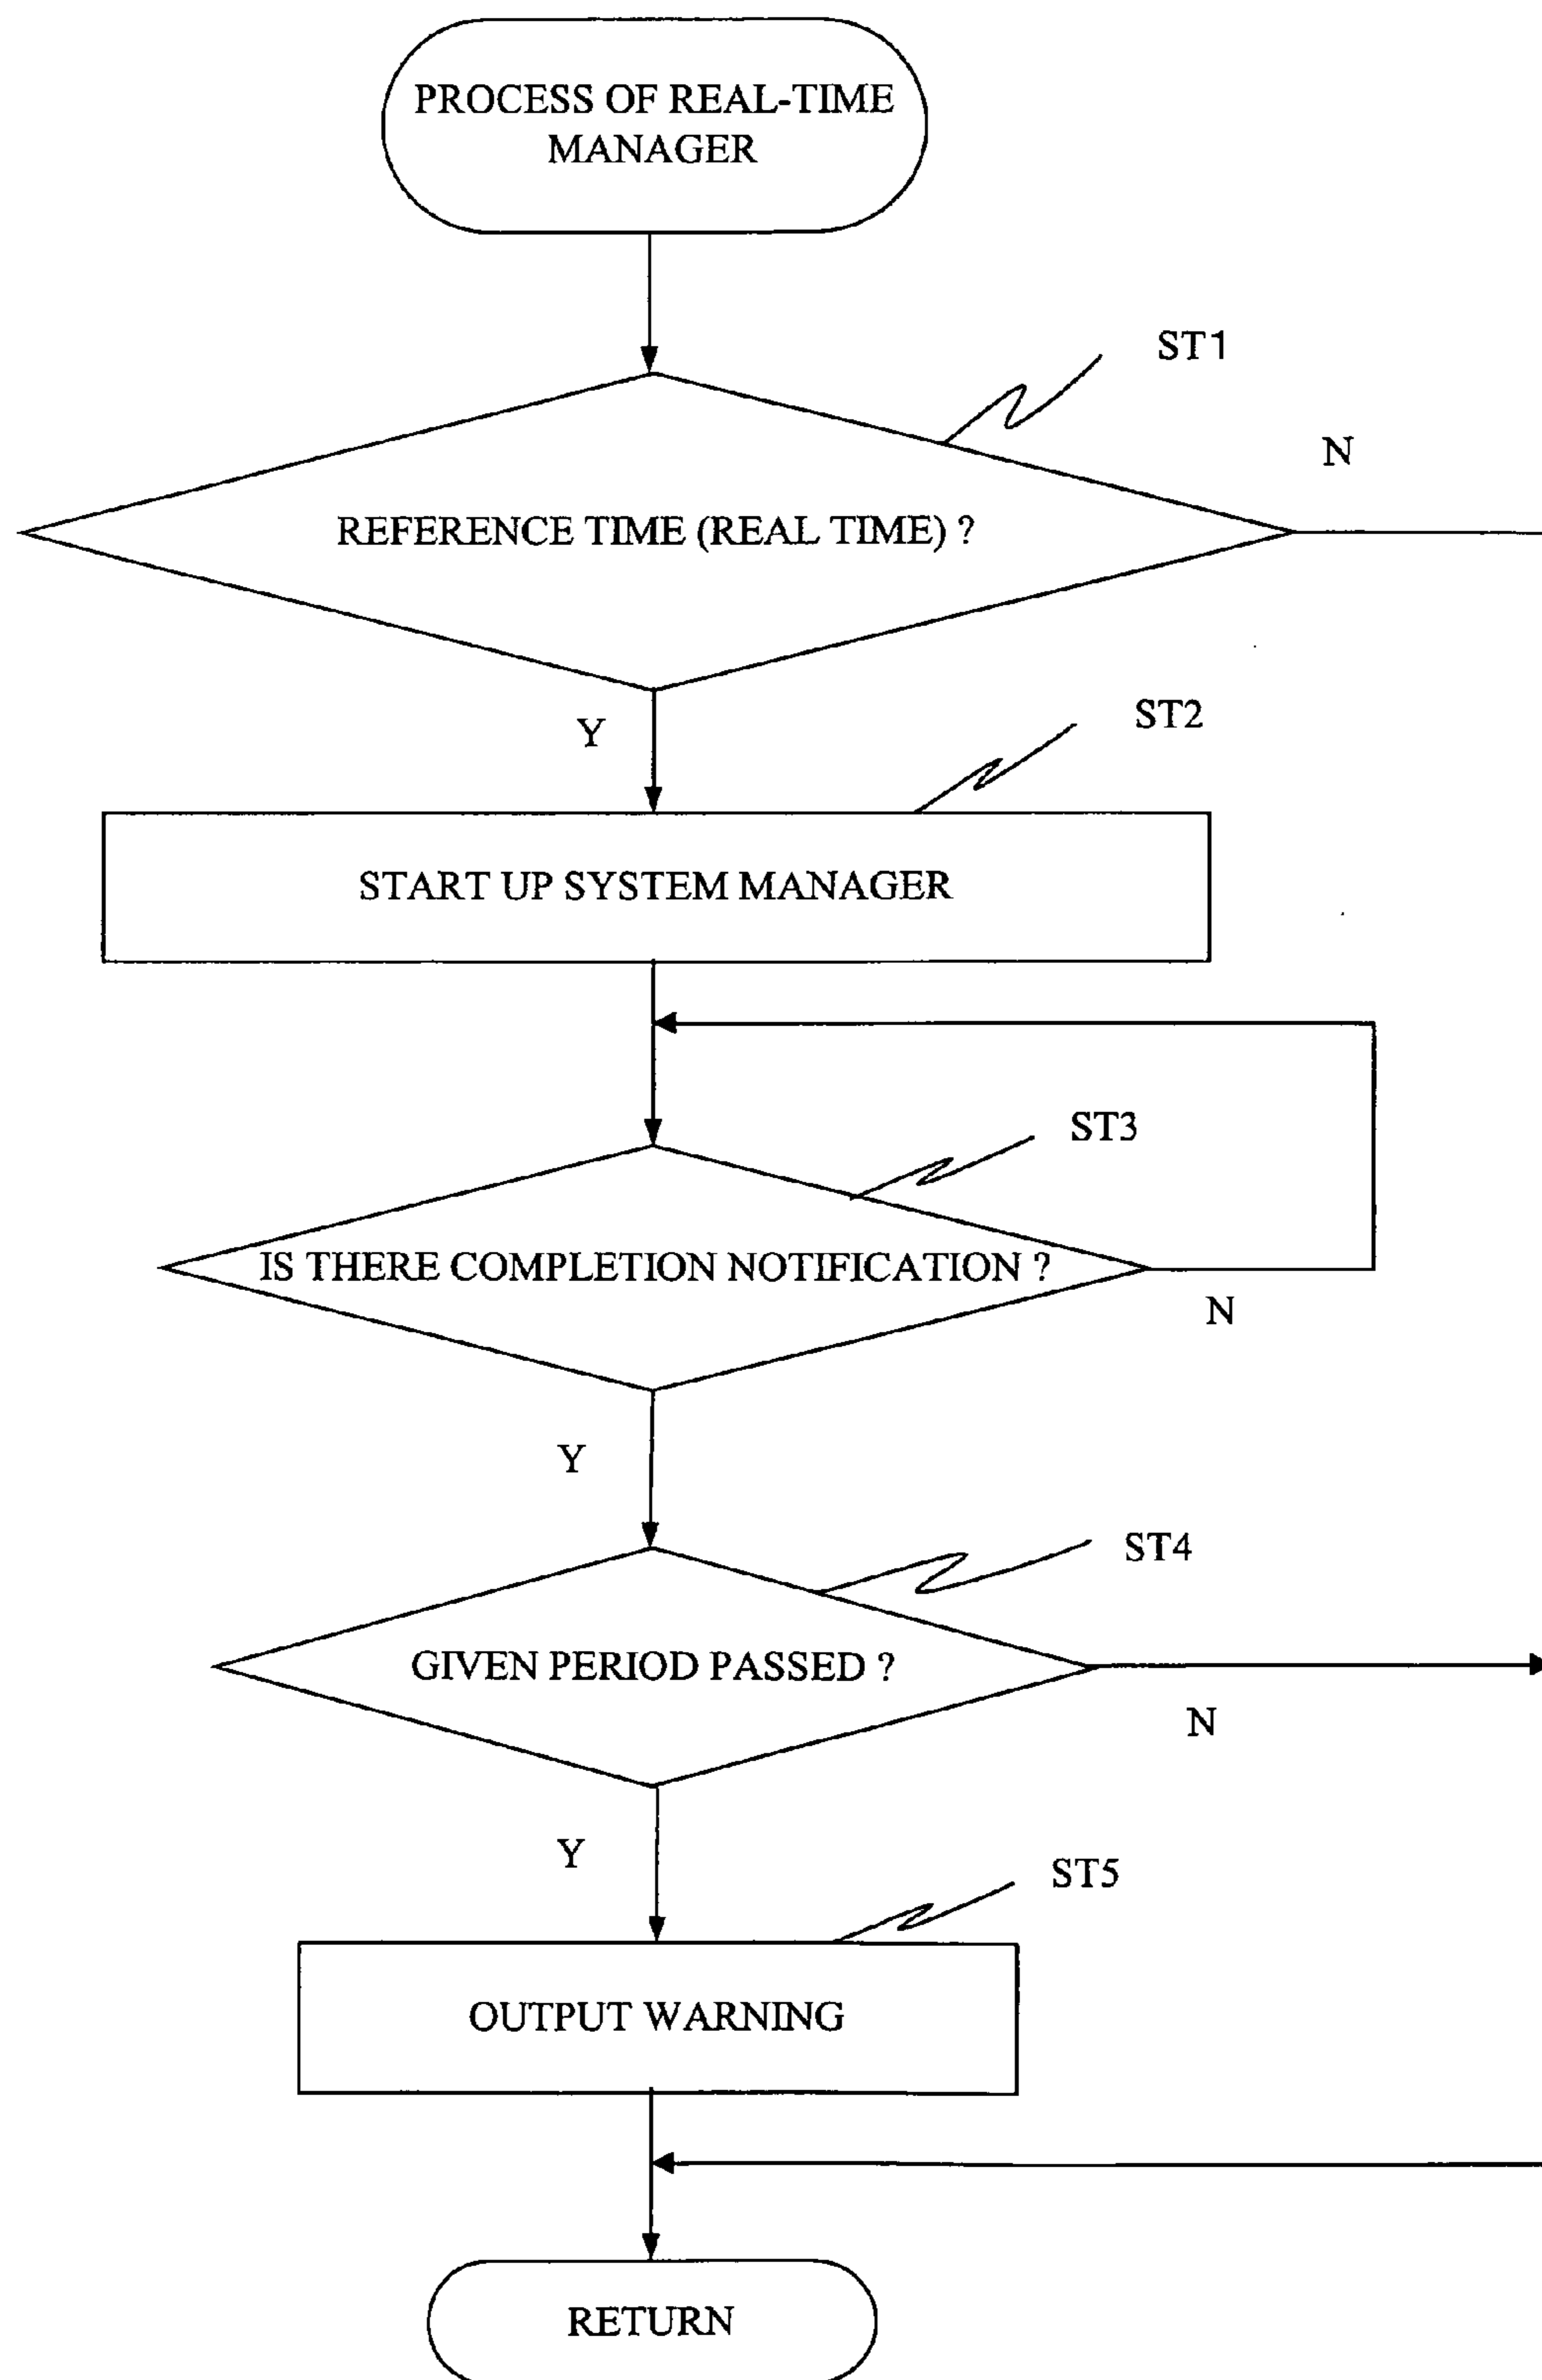 PROCESS OF REAL-TIME
MANAGER
ST1
N
REFERENCE TIME (REAL TIME) ?
Y
ST2
START UP SYSTEM MANAGER
ST3
IS THERE COMPLETION NOTIFICATION ?
N
Y
ST4
GIVEN PERIOD PASSED ?
N
Y
ST5
OUTPUT WARNING
RETURN